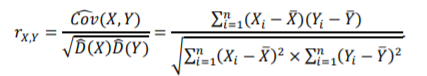 r_{X,Y} = \frac{\widehat{Cov}(X,Y)}{\sqrt{\widehat{D}(X)\widehat{D}(Y)}} = \frac{\sum_{i=1}^{n}(X_i - \bar{X})(Y_i - \bar{Y})}{\sqrt{\sum_{i=1}^{n}(X_i - \bar{X})^2 \times \sum_{i=1}^{n}(Y_i - \bar{Y})^2}},